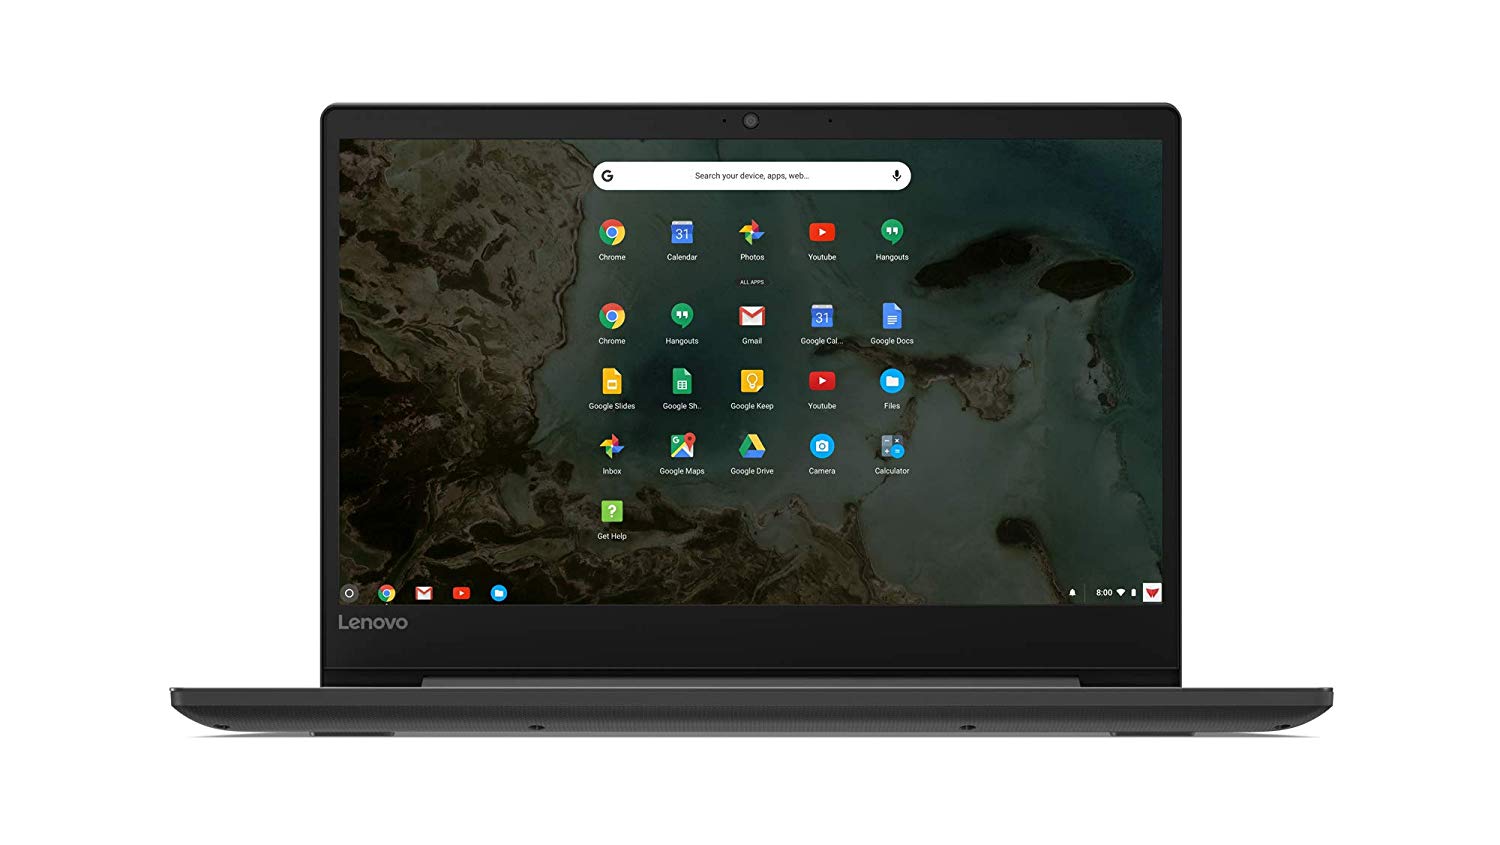 G Search your device, apps, web...
Chrome
31
Calendar
Photos
Youtube
Hangouts
ALL APPS
Chrome
Hangouts
Gmail
31
Google Cal...
Google Docs
Google Slides
Google Sh..
Google Keep
Youtube
Files
Inbox
G
Google Maps
Google Drive
Camera
Calculator
?
Get Help
8:00
Lenovo